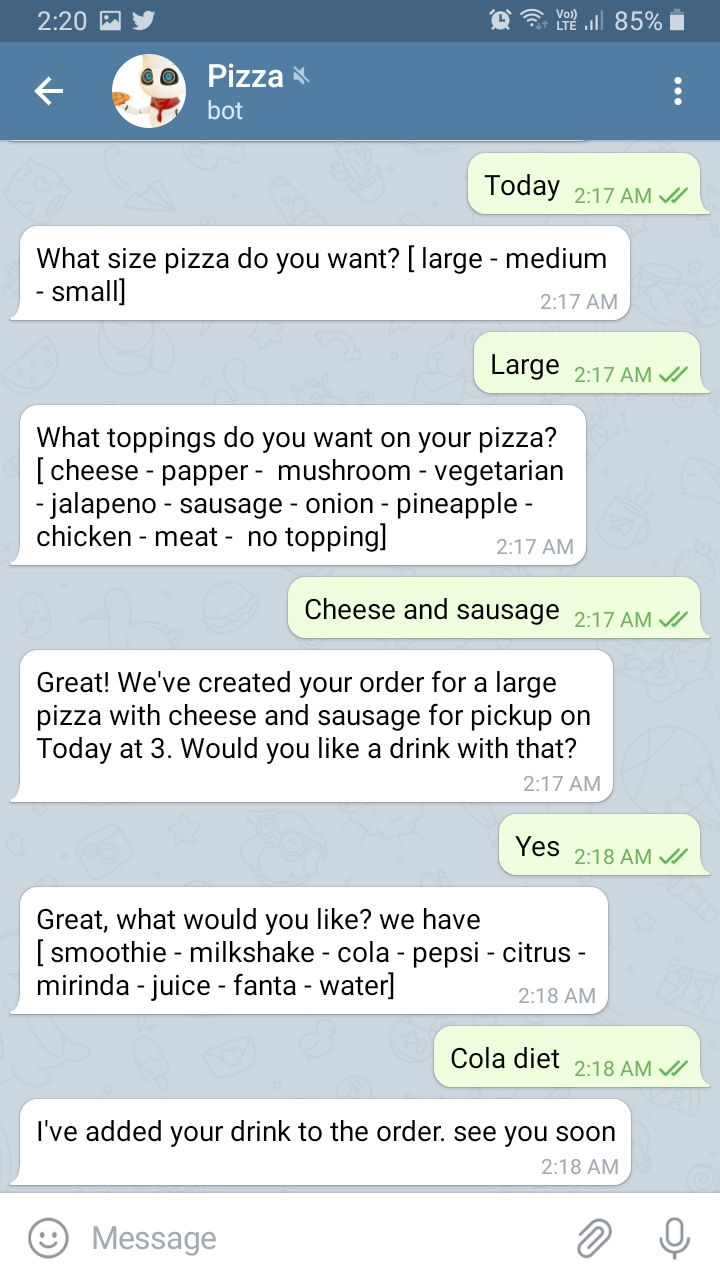 2:20 Vo)) LTE 85%
Pizza
bot
Today 2:17 AM
What size pizza do you want? [ large - medium
- small]
2:17 AM
Large 2:17 AM
What toppings do you want on your pizza?
[ cheese - papper -  mushroom - vegetarian
- jalapeno - sausage - onion - pineapple -
chicken - meat -  no topping]
2:17 AM
Cheese and sausage 2:17 AM
Great! We've created your order for a large
pizza with cheese and sausage for pickup on
Today at 3. Would you like a drink with that?
2:17 AM
Yes 2:18 AM
Great, what would you like? we have
[ smoothie - milkshake - cola - pepsi - citrus -
mirinda - juice - fanta - water]
2:18 AM
Cola diet 2:18 AM
I've added your drink to the order. see you soon
2:18 AM
Message